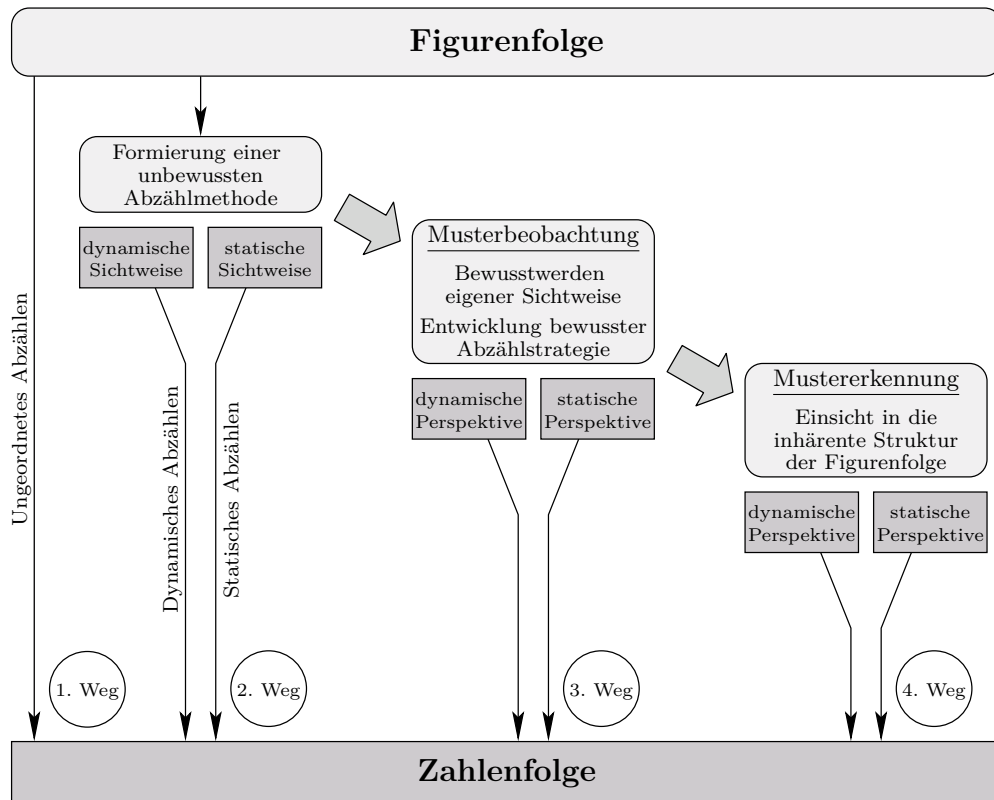 Figurenfolge
Ungeordnetes Abzählen
Formierung einer
unbewussten
Abzählmethode
dynamische
Sichtweise
statische
Sichtweise
Dynamisches Abzählen
Statisches Abzählen
Musterbeobachtung
Bewusstwerden
eigener Sichtweise
Entwicklung bewusster
Abzählstrategie
dynamische
Perspektive
statische
Perspektive
Mustererkennung
Einsicht in die
inhärente Struktur
der Figurenfolge
dynamische
Perspektive
statische
Perspektive
1. Weg
2. Weg
3. Weg
4. Weg
Zahlenfolge